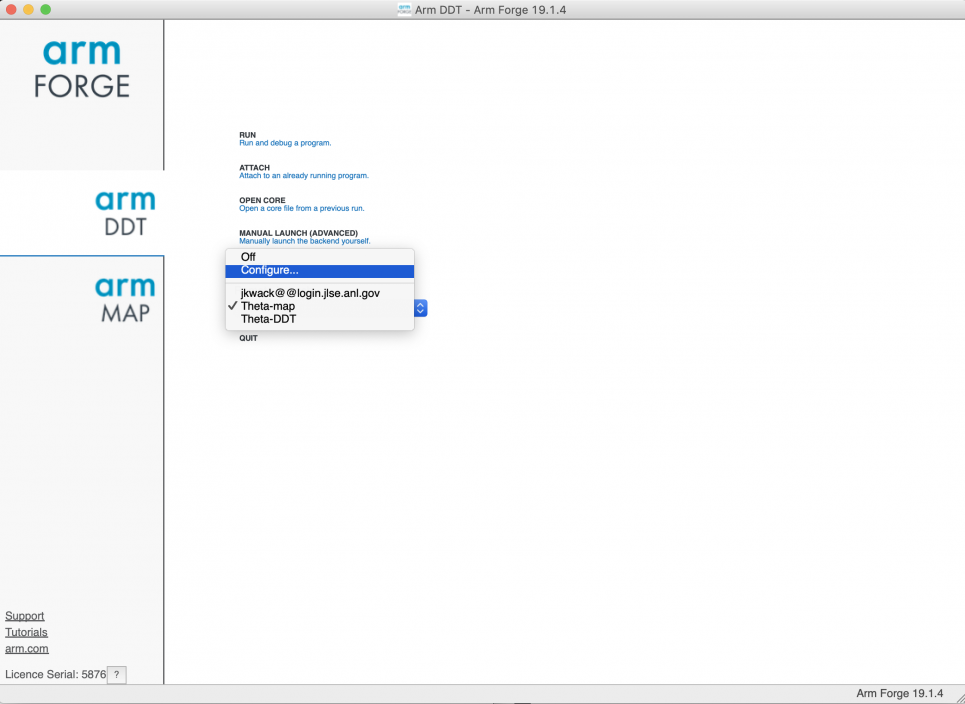 Arm DDT - Arm Forge 19.1.4
arm
FORGE
arm
DDT
arm
MAP
RUN
Run and debug a program.
ATTACH
Attach to an already running program.
OPEN CORE
Open a core file from a previous run.
MANUAL LAUNCH (ADVANCED)
Manually launch the backend yourself.
Off
Configure...
jkwack@@login.jlse.anl.gov
✓ Theta-map
Theta-DDT
QUIT
Support
Tutorials
arm.com
Licence Serial: 5876 ?
Arm Forge 19.1.4